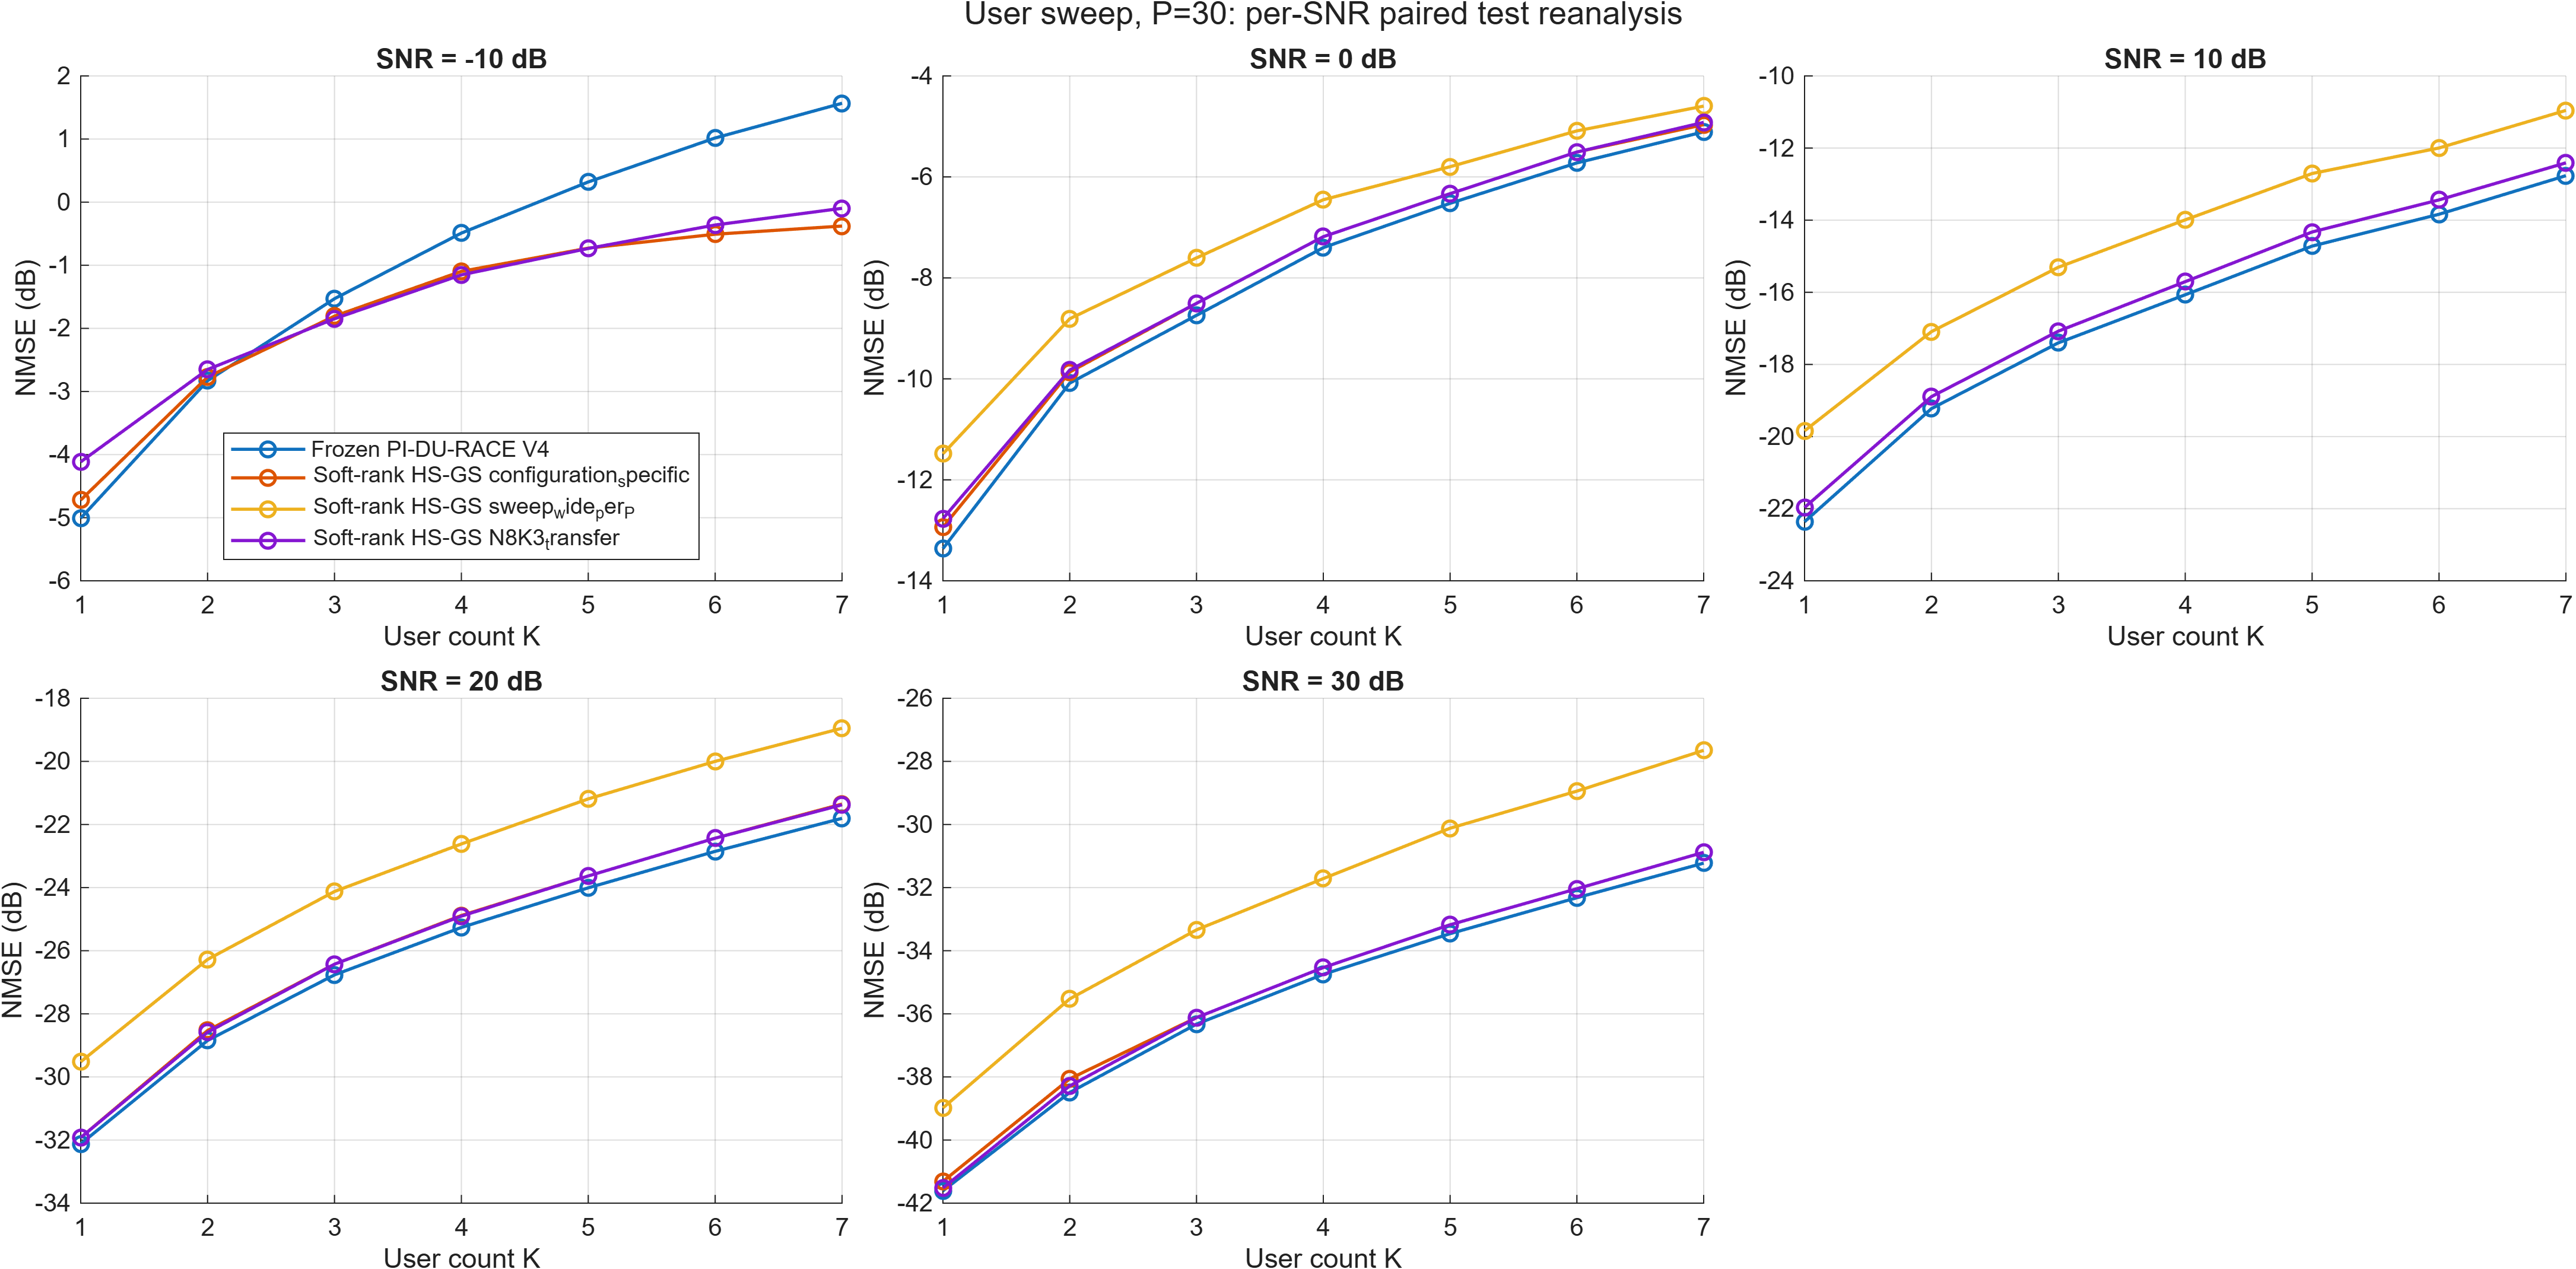 User sweep, P=30: per-SNR paired test reanalysis
SNR = -10 dB
2
1
0
-1
-2
-3
-4
-5
-6
NMSE (dB)
Frozen PI-DU-RACE V4
Soft-rank HS-GS configurationspecific
Soft-rank HS-GS sweepwideperP
Soft-rank HS-GS N8K3transfer
1 2 3 4 5 6 7
User count K
SNR = 0 dB
-4
-6
-8
-10
-12
-14
NMSE (dB)
1 2 3 4 5 6 7
User count K
SNR = 10 dB
-10
-12
-14
-16
-18
-20
-22
-24
NMSE (dB)
1 2 3 4 5 6 7
User count K
SNR = 20 dB
-18
-20
-22
-24
-26
-28
-30
-32
-34
NMSE (dB)
1 2 3 4 5 6 7
User count K
SNR = 30 dB
-26
-28
-30
-32
-34
-36
-38
-40
-42
NMSE (dB)
1 2 3 4 5 6 7
User count K